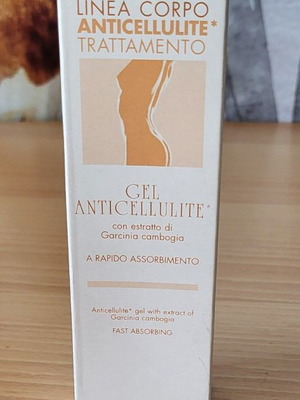 LINEA CORPO
ANTICELLULITE*
TRATTAMENTO
GEL
ANTICELLULITE*
con estratto di
Garcinia cambogia
A RAPIDO ASSORBIMENTO
Anticellulite* gel with extract of
Garcinia cambogia
FAST ABSORBING